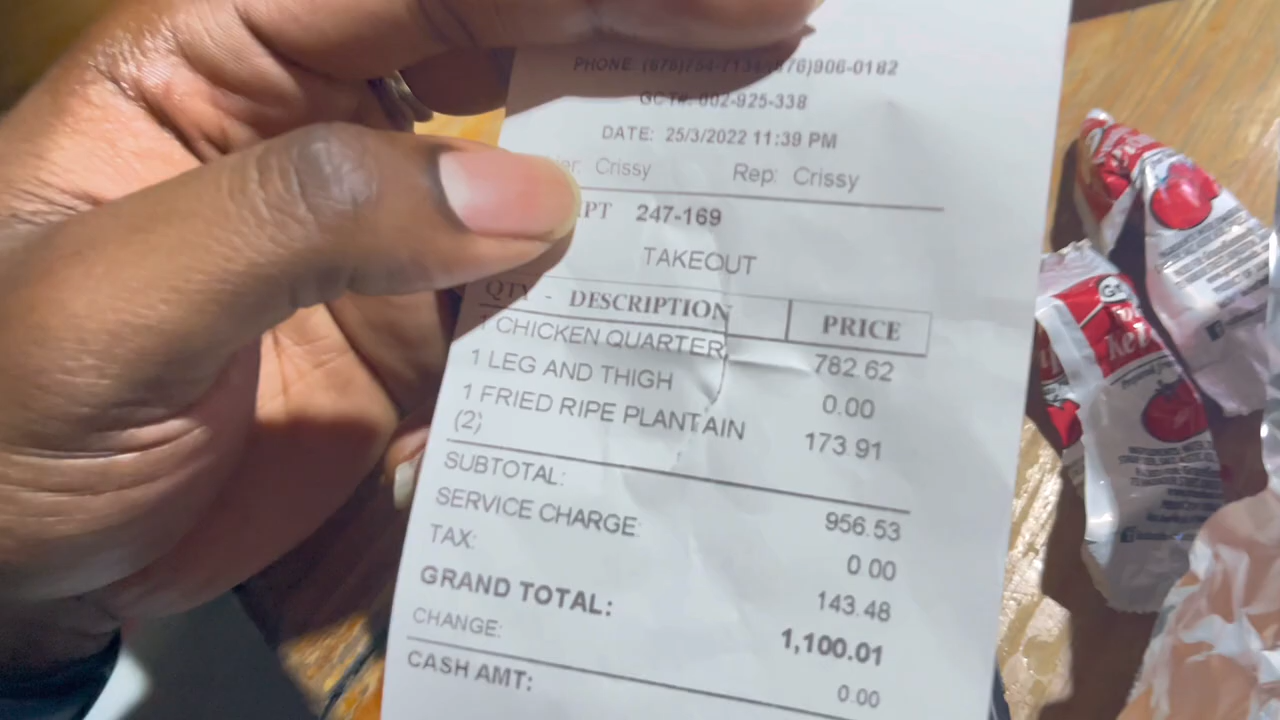 PHONE: (876)754-7134 (876)906-0182
GCT#: 002-925-338
DATE: 25/3/2022 11:39 PM
Crissy Rep: Crissy
247-169
TAKEOUT
QTY - DESCRIPTION PRICE
1 CHICKEN QUARTER 782.62
1 LEG AND THIGH 0.00
1 FRIED RIPE PLANTAIN 173.91
(2)
SUBTOTAL: 956.53
SERVICE CHARGE: 0.00
TAX: 143.48
GRAND TOTAL: 1,100.01
CHANGE: 0.00
CASH AMT: